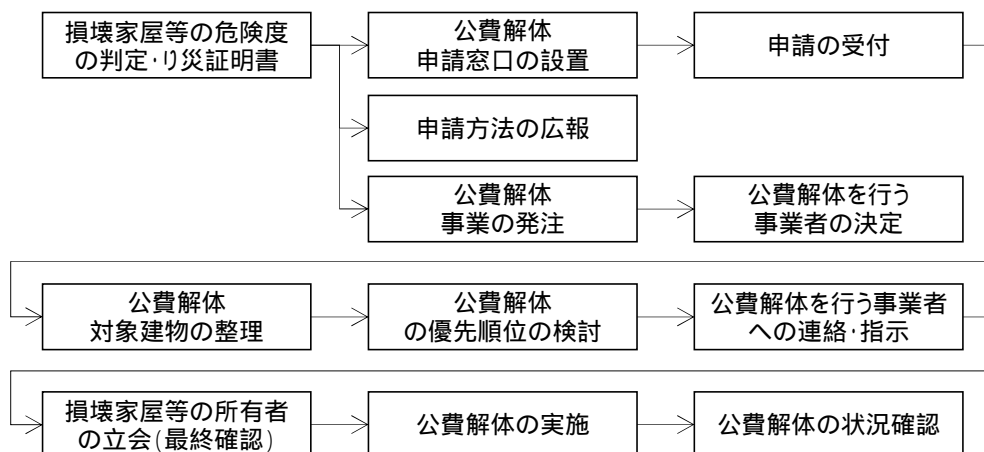 損壊家屋等の危険度
の判定・り災証明書
公費解体
申請窓口の設置
申請の受付
申請方法の広報
公費解体
事業の発注
公費解体を行う
事業者の決定
公費解体
対象建物の整理
公費解体
の優先順位の検討
公費解体を行う事業者
への連絡・指示
損壊家屋等の所有者
の立会(最終確認)
公費解体の実施
公費解体の状況確認